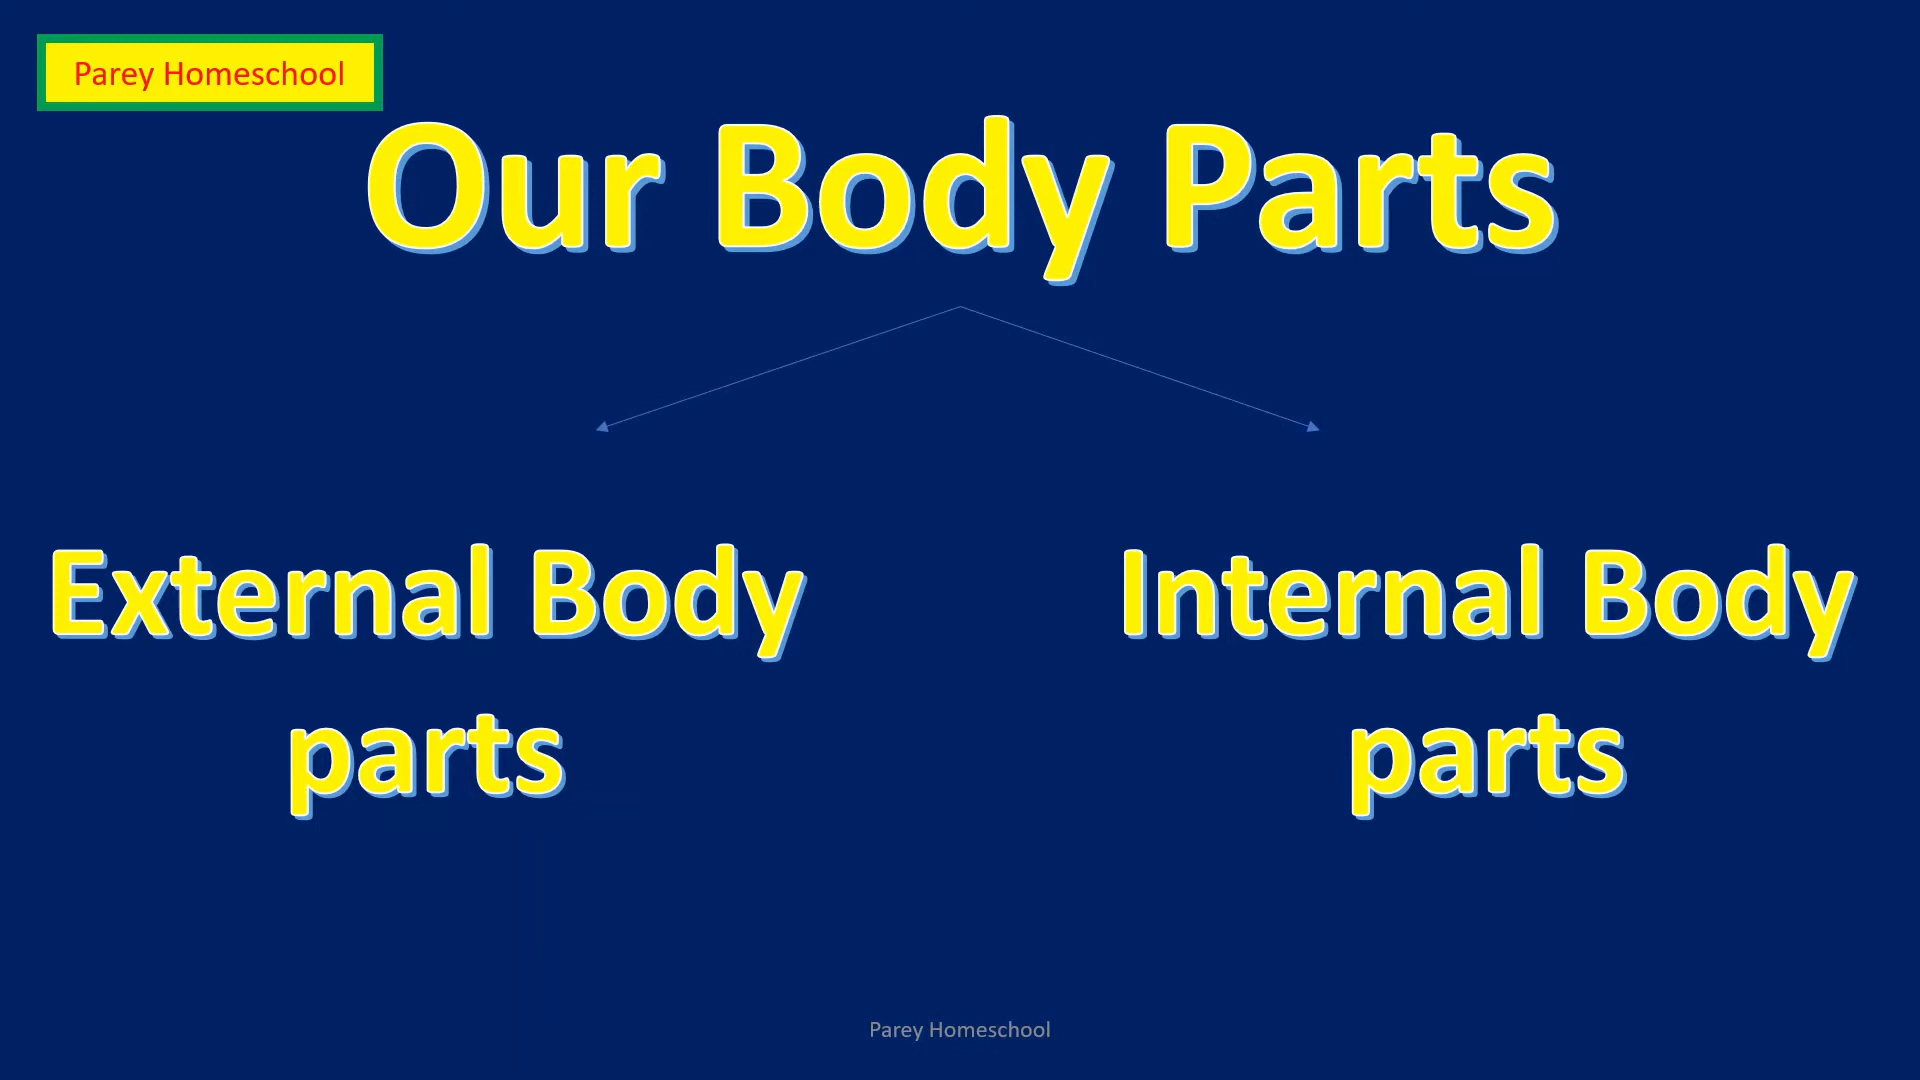 Parey Homeschool
Our Body Parts
External Body
parts
Internal Body
parts
Parey Homeschool